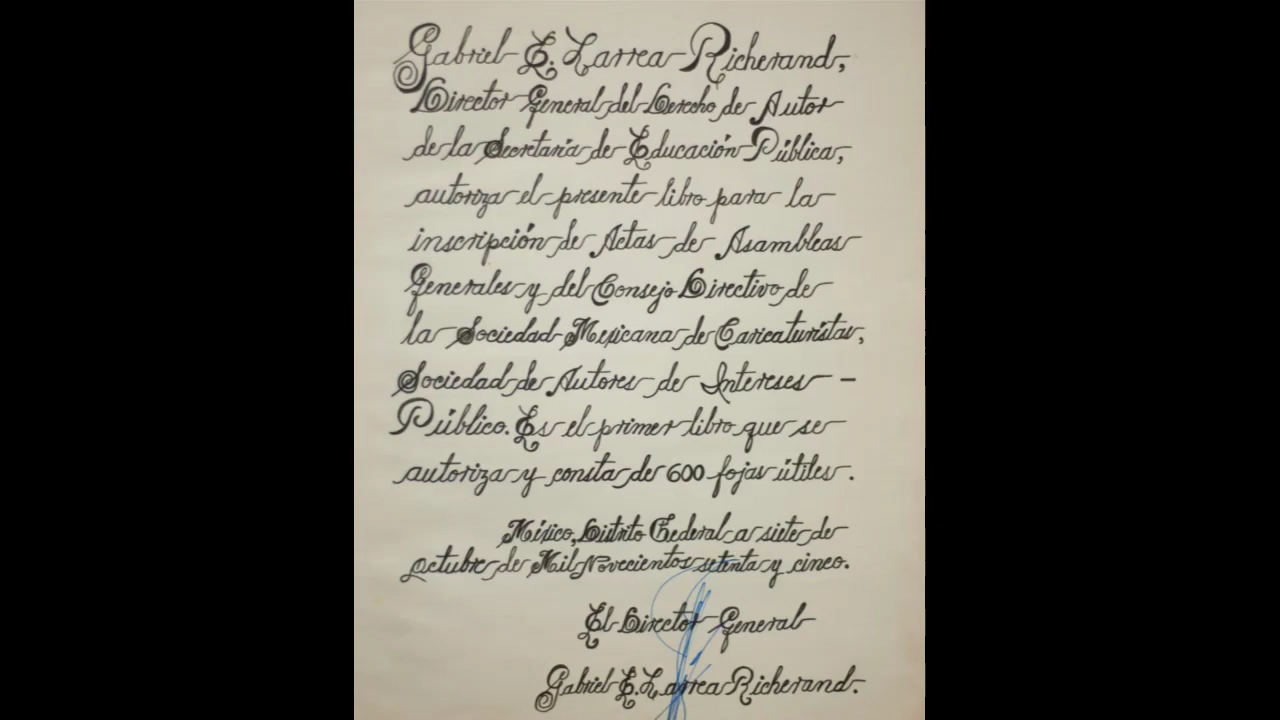 Gabriel E. Larrea Richerand,
Director General del Derecho de Autor
de la Secretaría de Educación Pública,
autoriza el presente libro para la
inscripción de Actas de Asambleas
Generales y del Consejo Directivo de
la Sociedad Mexicana de Caricaturistas,
Sociedad de Autores de Intereses –
Público. Es el primer libro que se
autoriza y consta de 600 fojas útiles.
México, Distrito Federal a siete de
octubre de Mil Novecientos setenta y cinco.
El Director General
Gabriel E. Larrea Richerand.